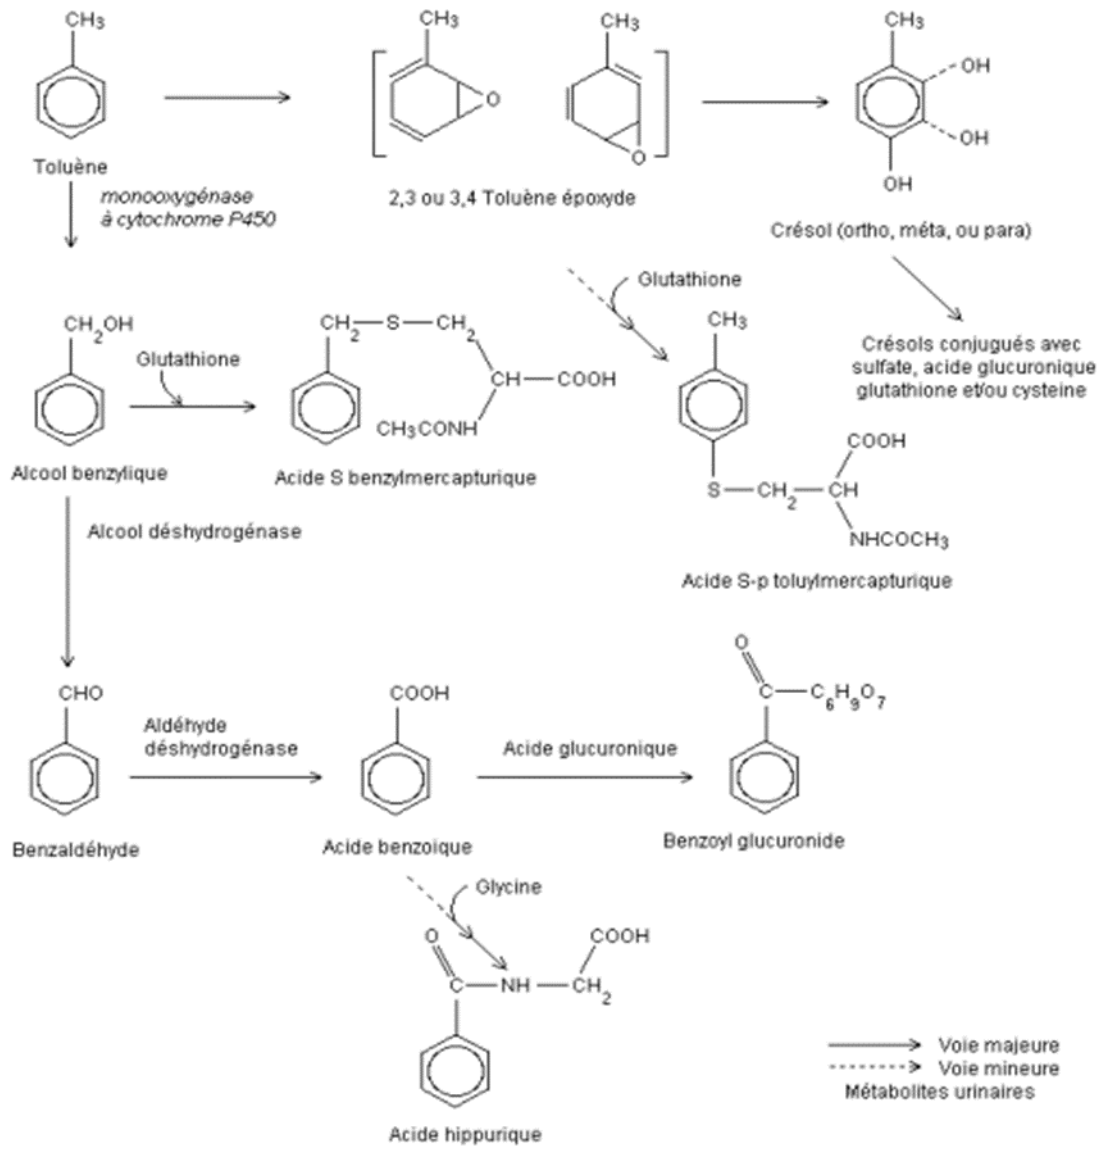 CH3
CH3
CH3
CH3
OH
O
OH
O
Toluène
OH
monooxygénase
à cytochrome P450
2,3 ou 3,4 Toluène époxyde
Crésol (ortho, méta, ou para)
Glutathione
CH2OH
CH2—S—CH2
CH3
Glutathione
CH—COOH
Crésols conjugués avec
sulfate, acide glucuronique
glutathione et/ou cysteine
CH3CONH
COOH
Alcool benzylique
Acide S benzylmercapturique
S—CH2—CH
Alcool déshydrogénase
NHCOCH3
Acide S-p toluylmercapturique
O
CHO
COOH
C—C6H9O7
Aldéhyde
déshydrogénase
Acide glucuronique
Benzaldéhyde
Acide benzoique
Benzoyl glucuronide
Glycine
O
COOH
C—NH—CH2
Voie majeure
Voie mineure
Métabolites urinaires
Acide hippurique